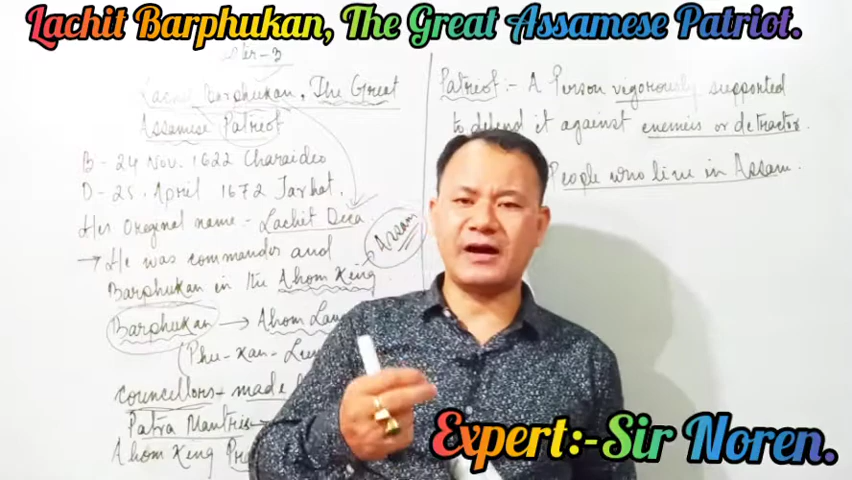 Lachit Barphukan, The Great Assamese Patriot.
Lachit Barphukan, The Great
Assamese Patriot
B - 24 Nov. 1622 Charaideo
D - 25. April 1672 Jorhat.
His Original name :- Lachit Deca.
→ He was commander and
Barphukan in the Ahom King
Assam
Barphukan → Ahom
Phu-Kan-
Councellors - made
Patra Mantris
Ahom King
Patriot :- A Person vigorously supported
to defend it against enemeis or detractors.
People who live in Assam.
Expert:-Sir Noren.